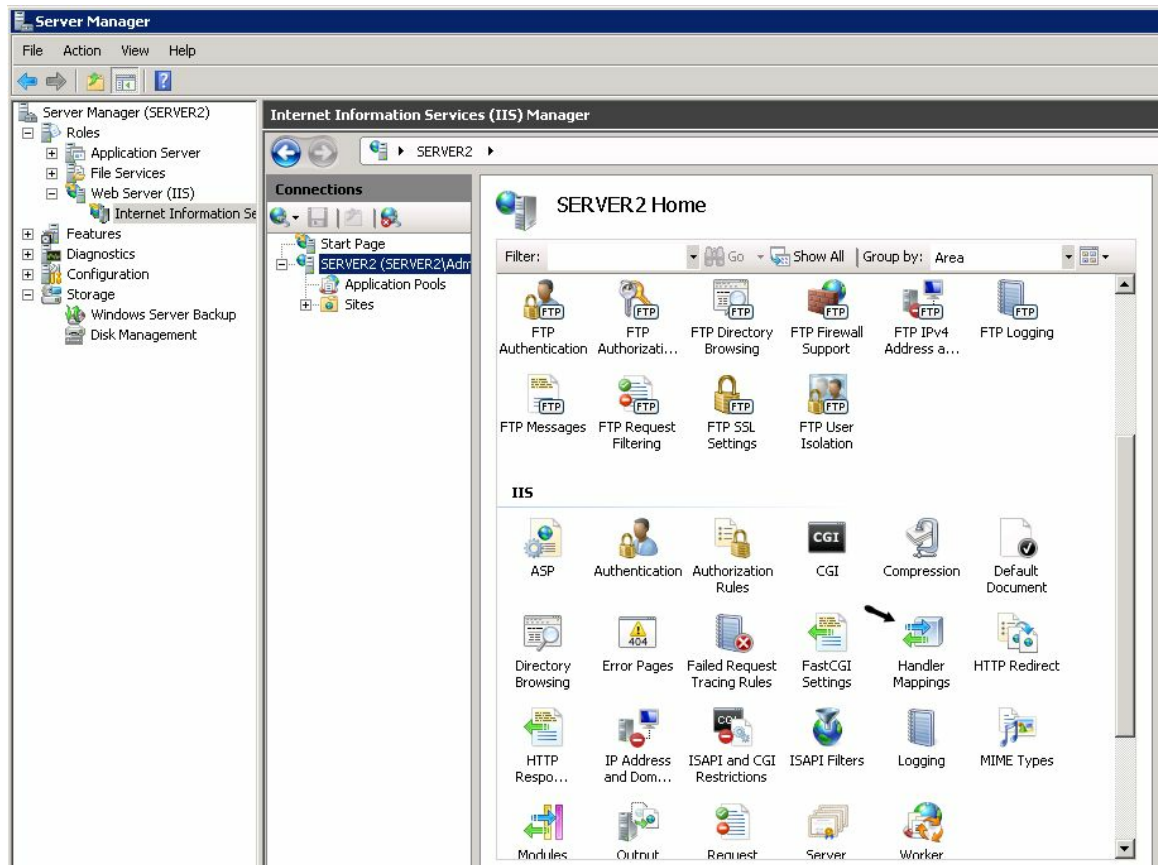 Server Manager
File Action View Help
Server Manager (SERVER2)
Roles
Application Server
File Services
Web Server (IIS)
Internet Information Se
Features
Diagnostics
Configuration
Storage
Windows Server Backup
Disk Management
Internet Information Services (IIS) Manager
SERVER2
Connections
Start Page
SERVER2 (SERVER2\Adm
Application Pools
Sites
SERVER2 Home
Filter: Go Show All Group by: Area
FTP FTP FTP FTP FTP FTP
FTP Authentication
FTP Authorizati...
FTP Directory Browsing
FTP Firewall Support
FTP IPv4 Address a...
FTP Logging
FTP FTP FTP FTP
FTP Messages
FTP Request Filtering
FTP SSL Settings
FTP User Isolation
IIS
CGI
ASP
Authentication
Authorization Rules
CGI
Compression
Default Document
404
Directory Browsing
Error Pages
Failed Request Tracing Rules
FastCGI Settings
Handler Mappings
HTTP Redirect
CGI
HTTP Respo...
IP Address and Dom...
ISAPI and CGI Restrictions
ISAPI Filters
Logging
MIME Types
Modules
Output
Request
Server
Worker